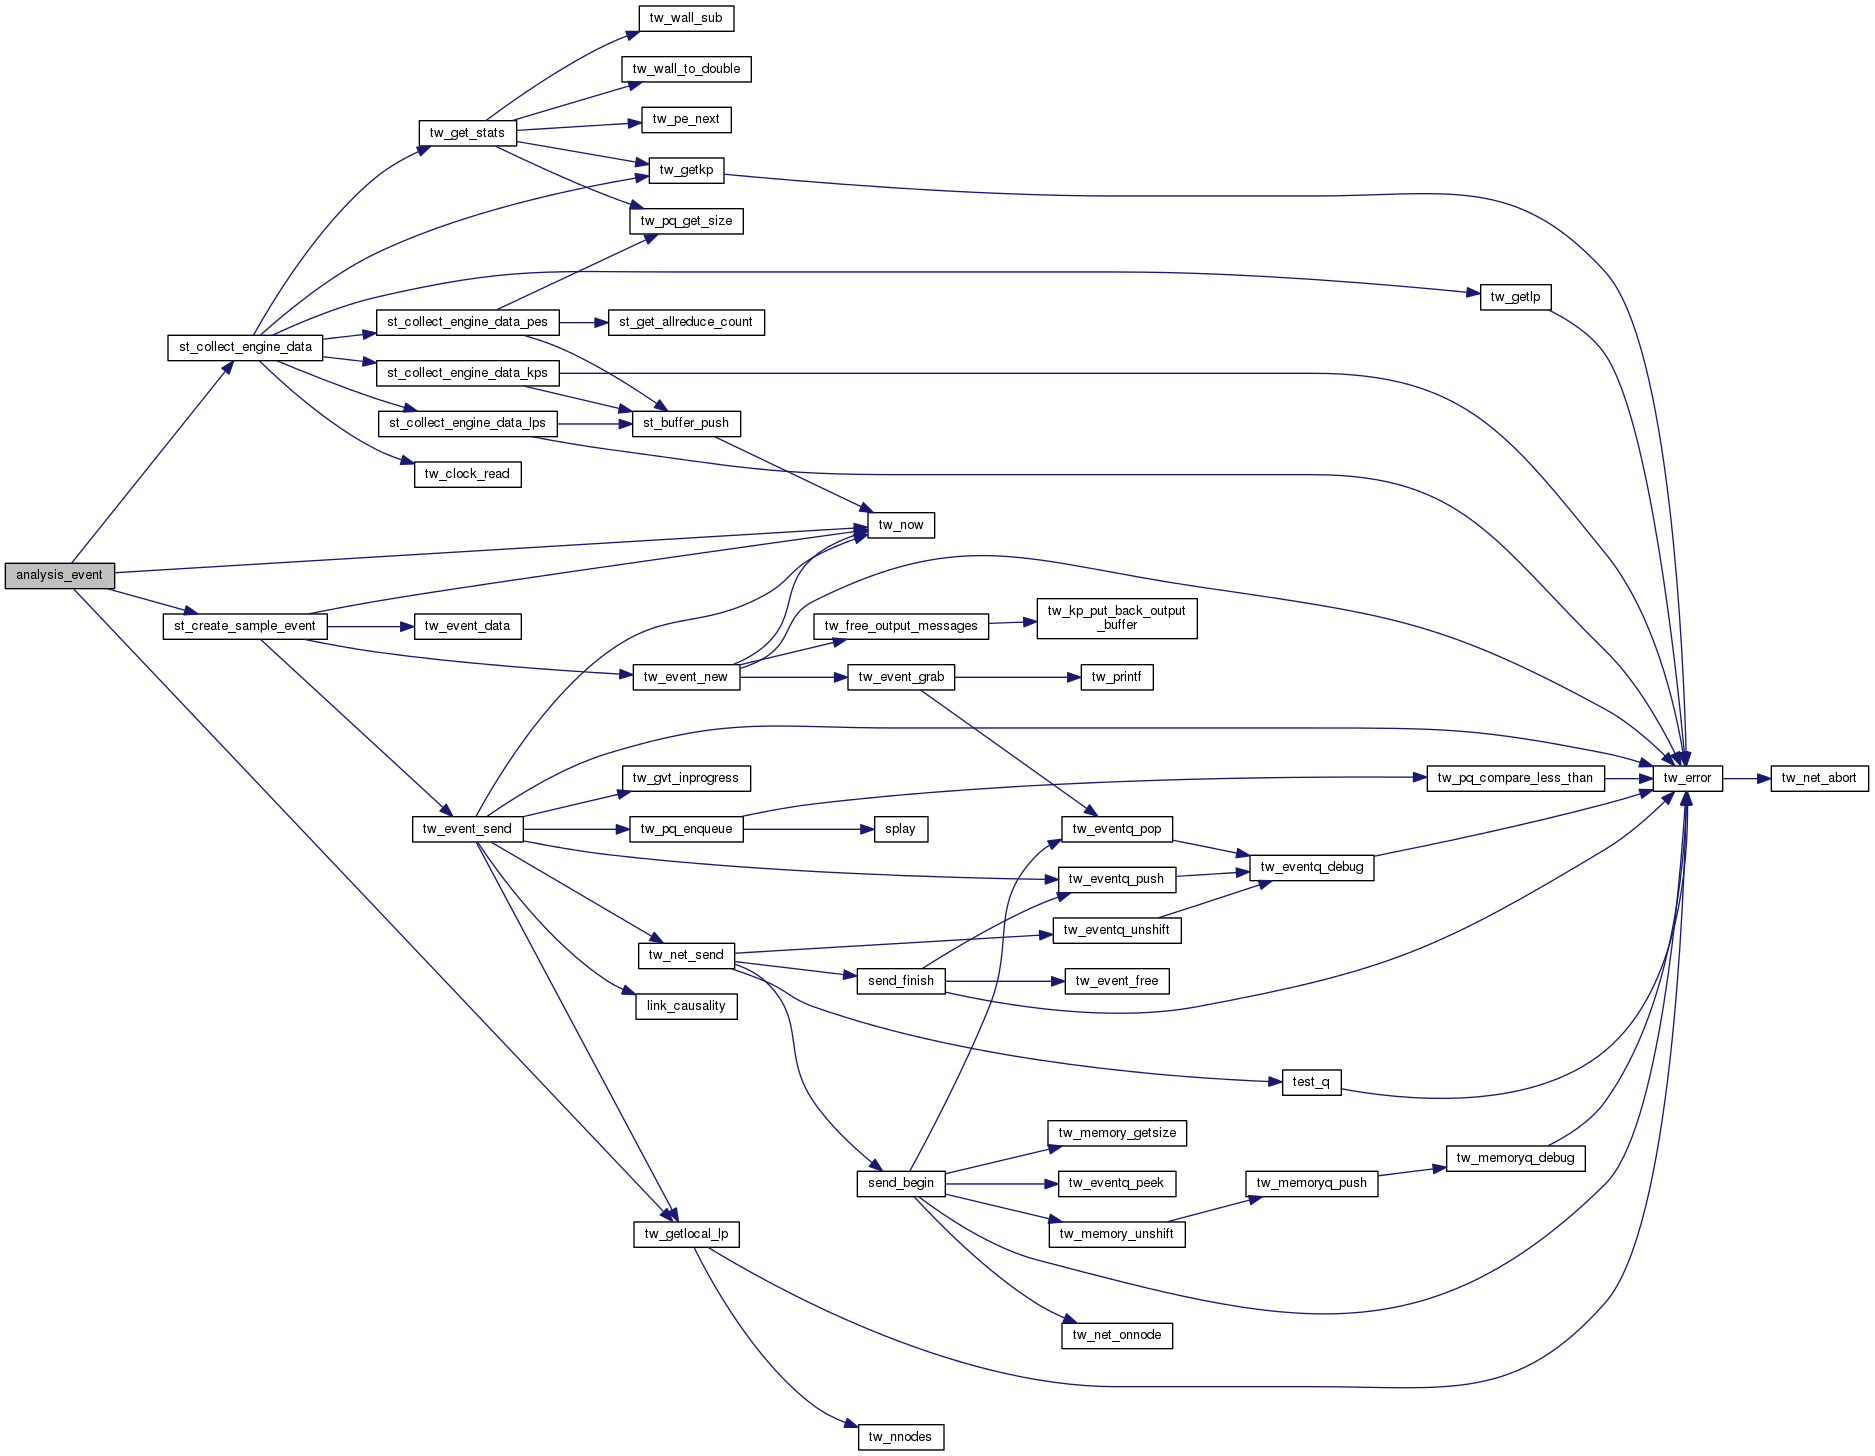 tw_wall_sub
tw_wall_to_double
tw_pe_next
tw_get_stats
tw_getkp
tw_pq_get_size
tw_getlp
st_collect_engine_data_pes
st_get_allreduce_count
st_collect_engine_data
st_collect_engine_data_kps
st_collect_engine_data_lps
st_buffer_push
tw_clock_read
tw_now
analysis_event
st_create_sample_event
tw_event_data
tw_free_output_messages
tw_kp_put_back_output
_buffer
tw_event_new
tw_event_grab
tw_printf
tw_gvt_inprogress
tw_pq_compare_less_than
tw_error
tw_net_abort
tw_event_send
tw_pq_enqueue
splay
tw_eventq_pop
tw_eventq_debug
tw_eventq_push
tw_eventq_unshift
tw_net_send
send_finish
tw_event_free
link_causality
test_q
tw_memory_getsize
tw_memoryq_debug
send_begin
tw_eventq_peek
tw_memoryq_push
tw_getlocal_lp
tw_memory_unshift
tw_net_onnode
tw_nnodes